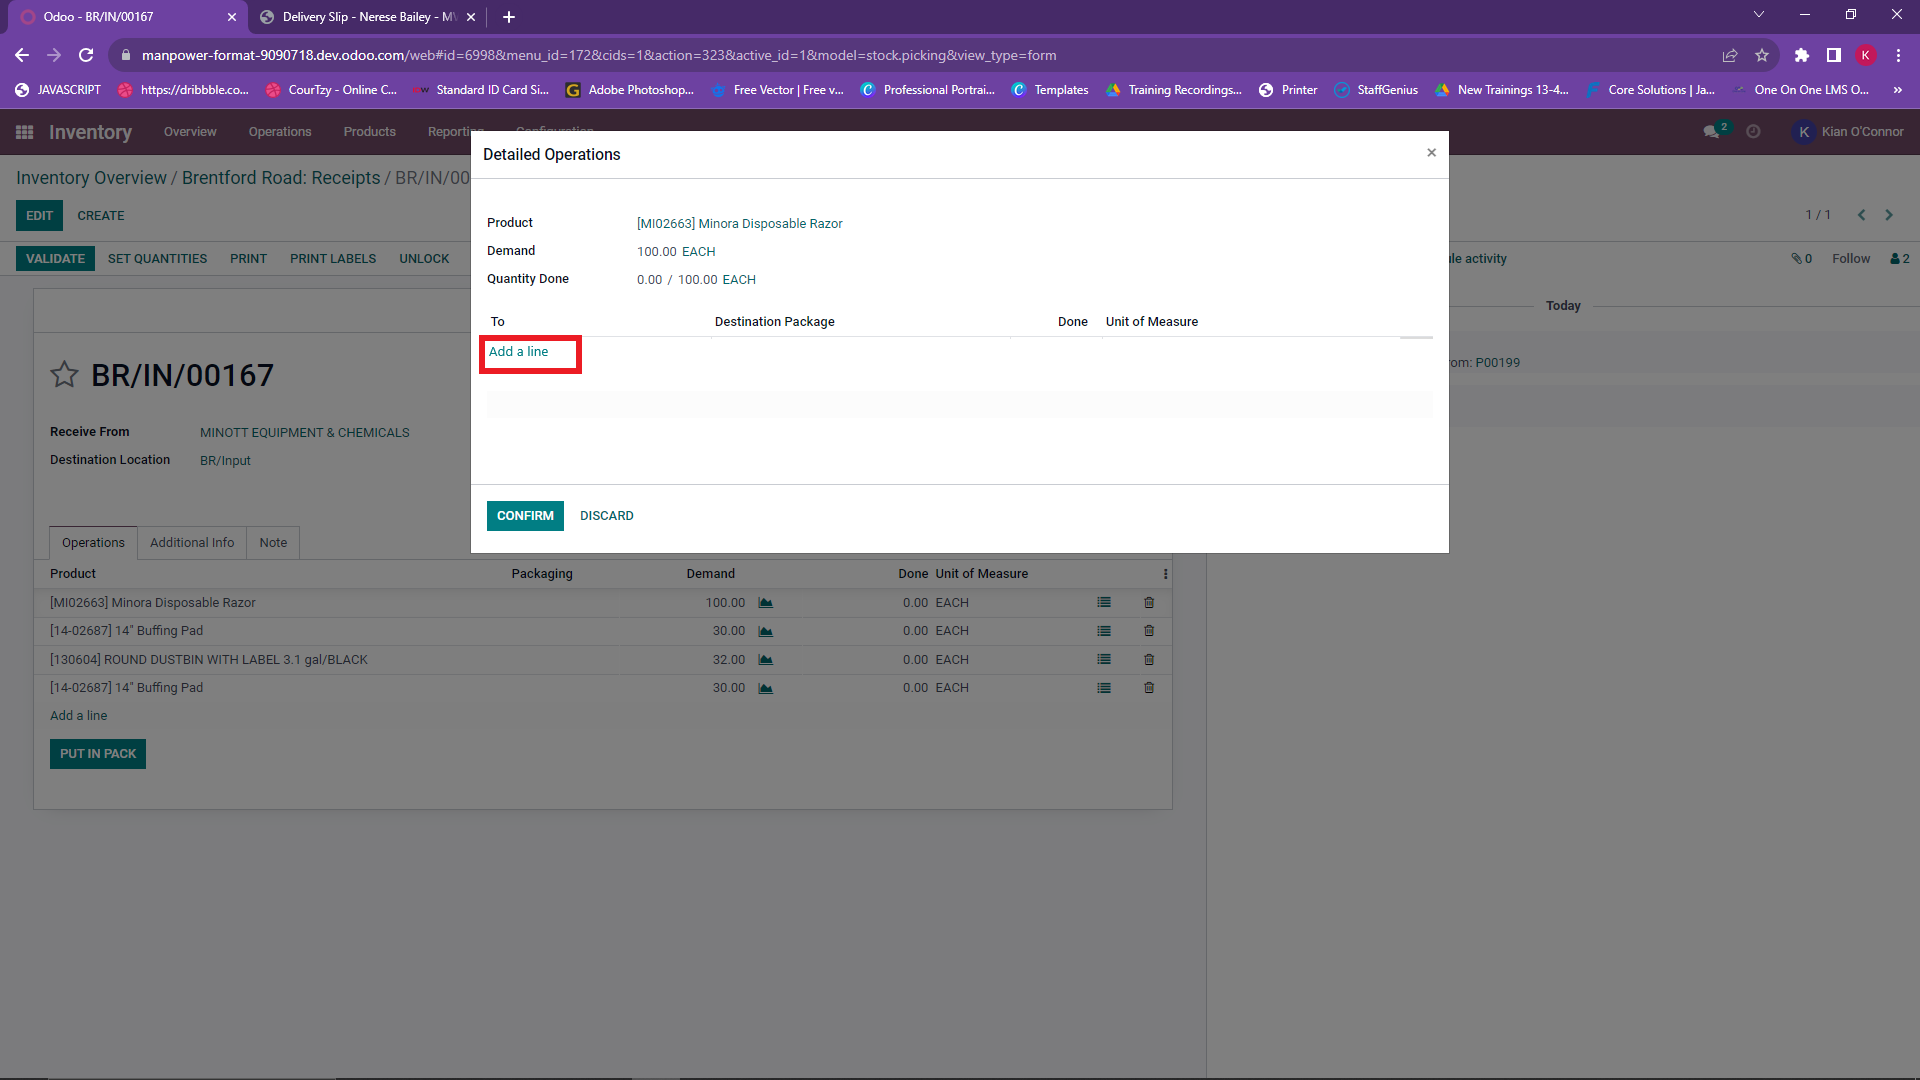 Odoo - BR/IN/00167
Delivery Slip - Nerese Bailey - M
manpower-format-9090718.dev.odoo.com/web#id=6998&menu_id=172&cids=1&action=323&active_id=1&model=stock.picking&view_type=form
K
JAVASCRIPT
https://dribbble.co...
CourTzy - Online C...
Standard ID Card Si...
Adobe Photoshop...
Free Vector | Free v...
Professional Portrai...
Templates
Training Recordings...
Printer
StaffGenius
New Trainings 13-4...
Core Solutions | Ja...
One On One LMS O...
»
Inventory
Overview
Operations
Products
Reporting
Configuration
2
K
Kian O'Connor
Inventory Overview / Brentford Road: Receipts / BR/IN/00
EDIT
CREATE
1 / 1
VALIDATE
SET QUANTITIES
PRINT
PRINT LABELS
UNLOCK
le activity
0
Follow
2
Detailed Operations
×
Product
[MI02663] Minora Disposable Razor
Demand
100.00 EACH
Quantity Done
0.00 / 100.00 EACH
To
Destination Package
Done
Unit of Measure
Add a line
CONFIRM
DISCARD
Today
om: P00199
BR/IN/00167
Receive From
MINOTT EQUIPMENT & CHEMICALS
Destination Location
BR/Input
Operations
Additional Info
Note
Product
Packaging
Demand
Done
Unit of Measure
[MI02663] Minora Disposable Razor
100.00
0.00
EACH
[14-02687] 14" Buffing Pad
30.00
0.00
EACH
[130604] ROUND DUSTBIN WITH LABEL 3.1 gal/BLACK
32.00
0.00
EACH
[14-02687] 14" Buffing Pad
30.00
0.00
EACH
Add a line
PUT IN PACK